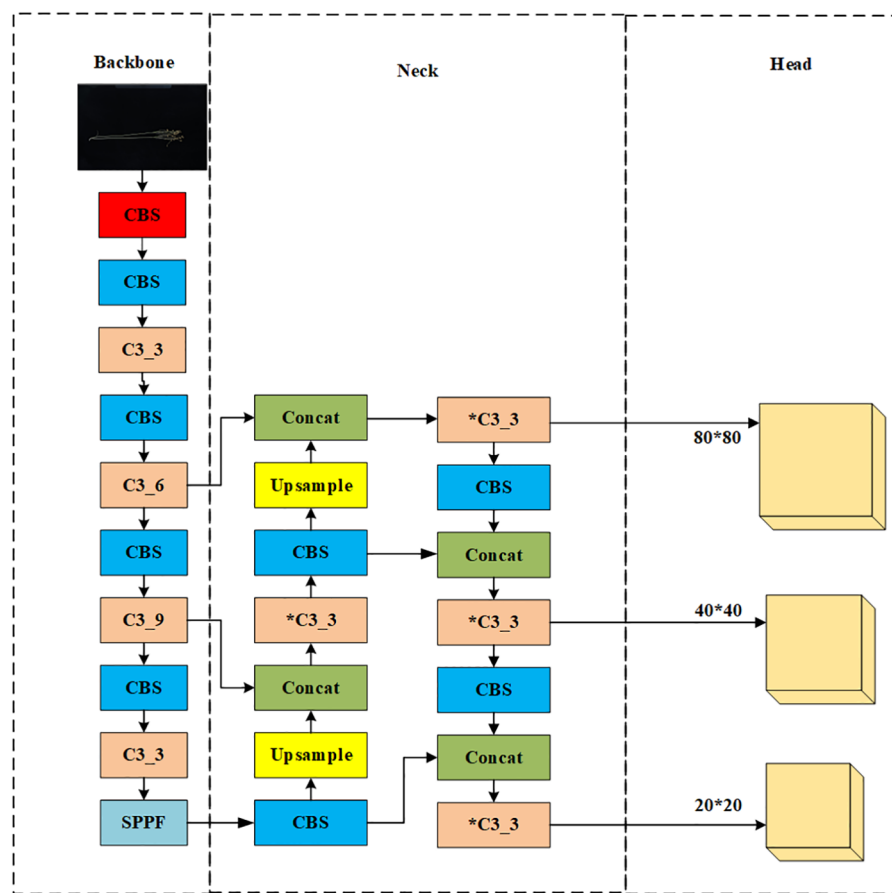 Backbone
Neck
Head
CBS
CBS
C3_3
CBS
C3_6
CBS
C3_9
CBS
C3_3
SPPF
Concat
Upsample
CBS
*C3_3
Concat
Upsample
CBS
*C3_3
CBS
Concat
*C3_3
CBS
Concat
*C3_3
80*80
40*40
20*20